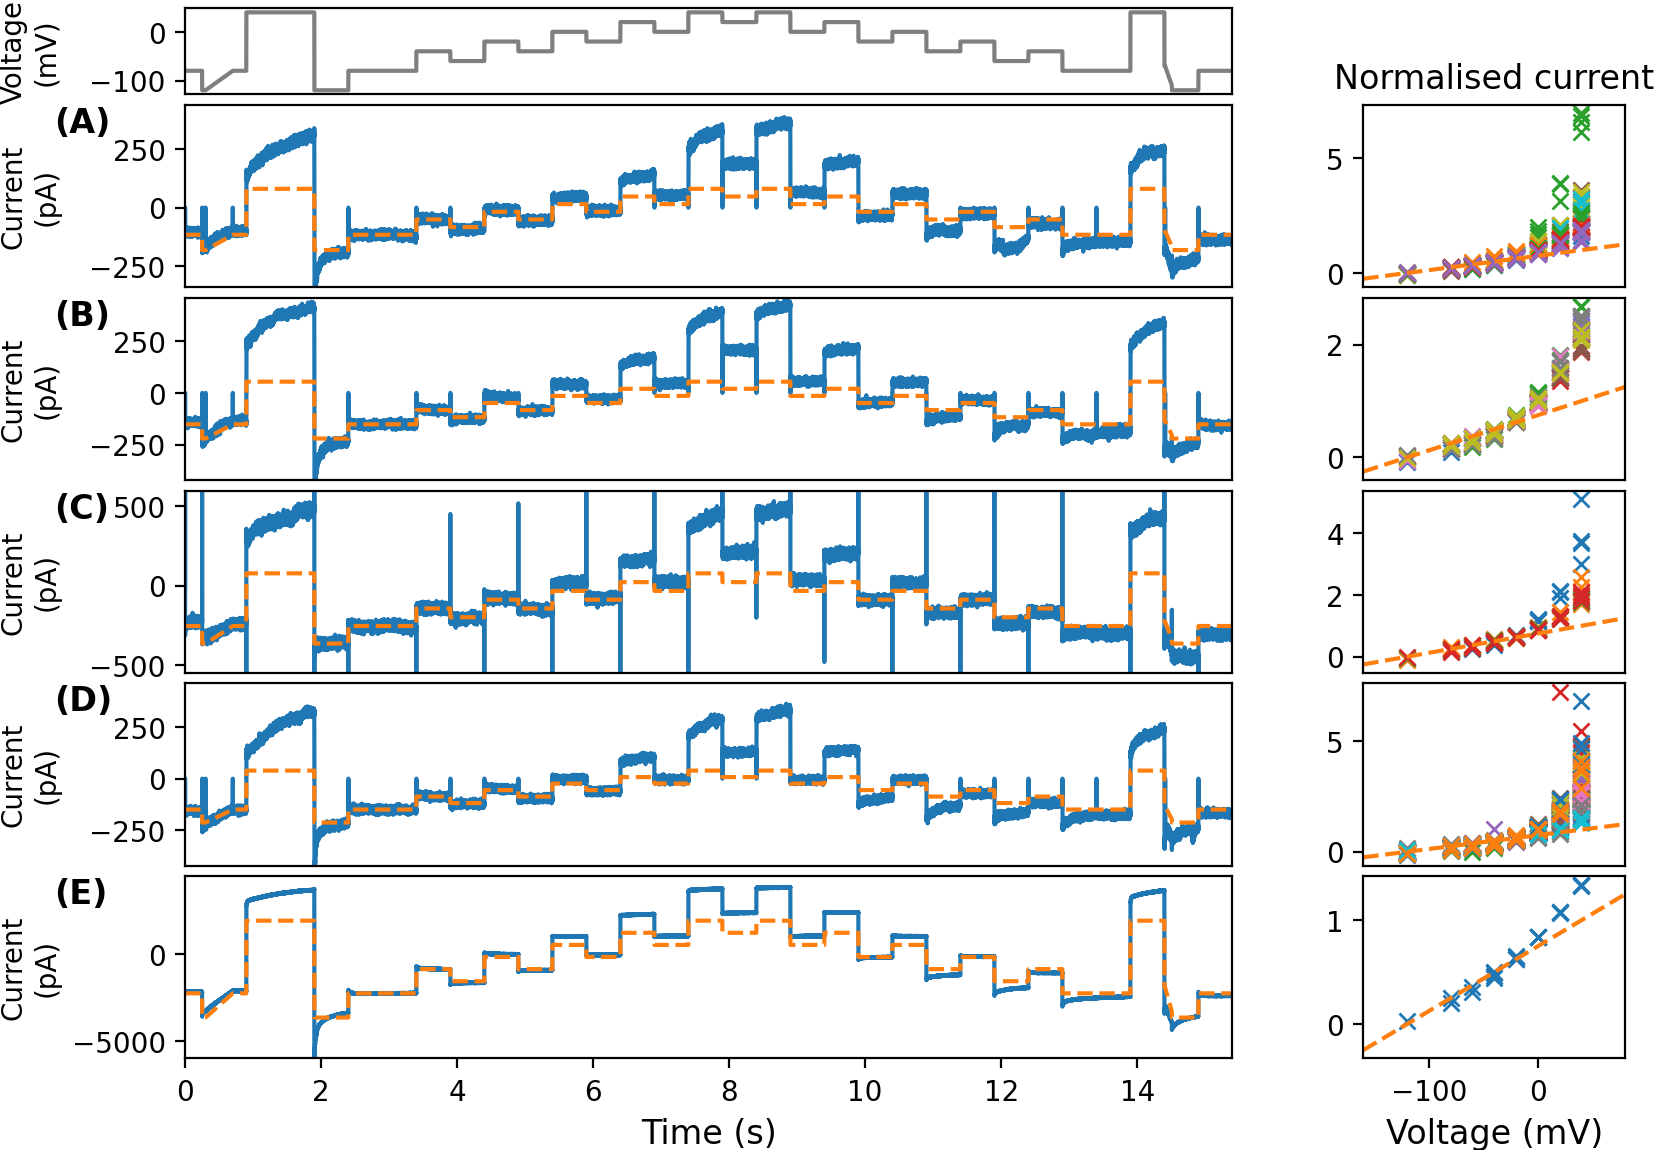 Voltage
(mV)
0
−100
Normalised current
(A)
Current
(pA)
250
0
−250
5
0
(B)
Current
(pA)
250
0
−250
2
0
(C)
Current
(pA)
500
0
−500
4
2
0
(D)
Current
(pA)
250
0
−250
5
0
(E)
Current
(pA)
0
−5000
1
0
0 2 4 6 8 10 12 14
−100 0
Time (s)
Voltage (mV)